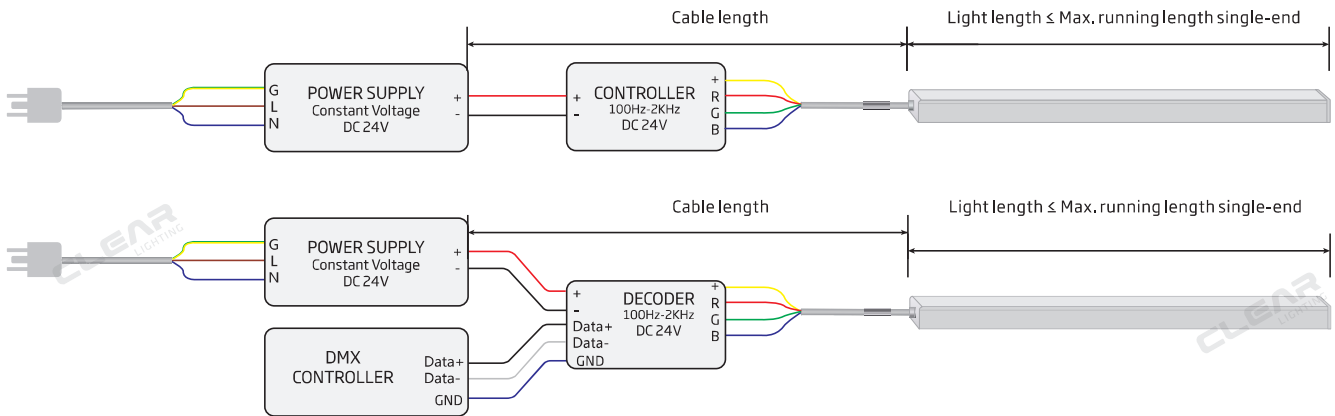 Cable length
Light length ≤ Max. running length single-end
G
L
N
POWER SUPPLY
Constant Voltage
DC 24V
+
-
+
-
CONTROLLER
100Hz-2KHz
DC 24V
+
R
G
B
Cable length
Light length ≤ Max. running length single-end
G
L
N
POWER SUPPLY
Constant Voltage
DC 24V
+
-
+
-
Data+
Data-
GND
DECODER
100Hz-2KHz
DC 24V
+
R
G
B
DMX
CONTROLLER
Data+
Data-
GND
CLEAR
LIGHTING
CLEAR
LIGHTING